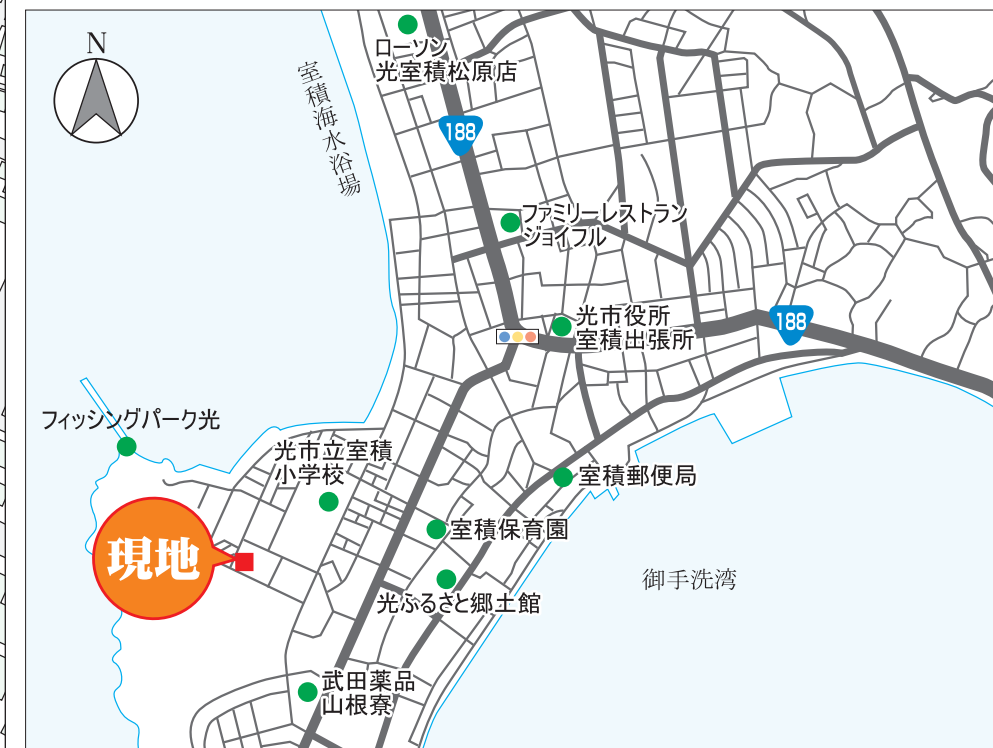 N
ローソン
光室積松原店
室積海水浴場
188
ファミリーレストラン
ジョイフル
光市役所
室積出張所
188
フィッシングパーク光
光市立室積
小学校
室積郵便局
室積保育園
現地
御手洗湾
光ふるさと郷土館
武田薬品
山根寮